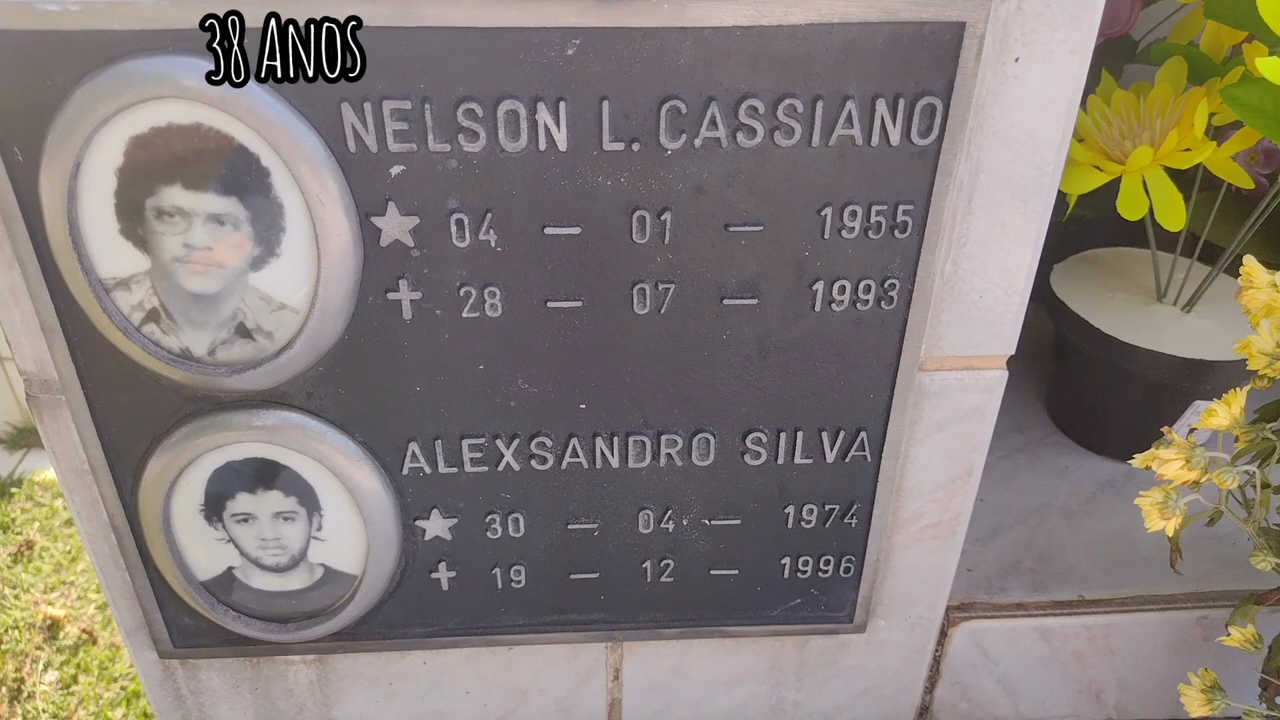 38 Anos
NELSON L. CASSIANO
★ 04 — 01 — 1955
✝ 28 — 07 — 1993
ALEXSANDRO SILVA
★ 30 — 04 — 1974
✝ 19 — 12 — 1996